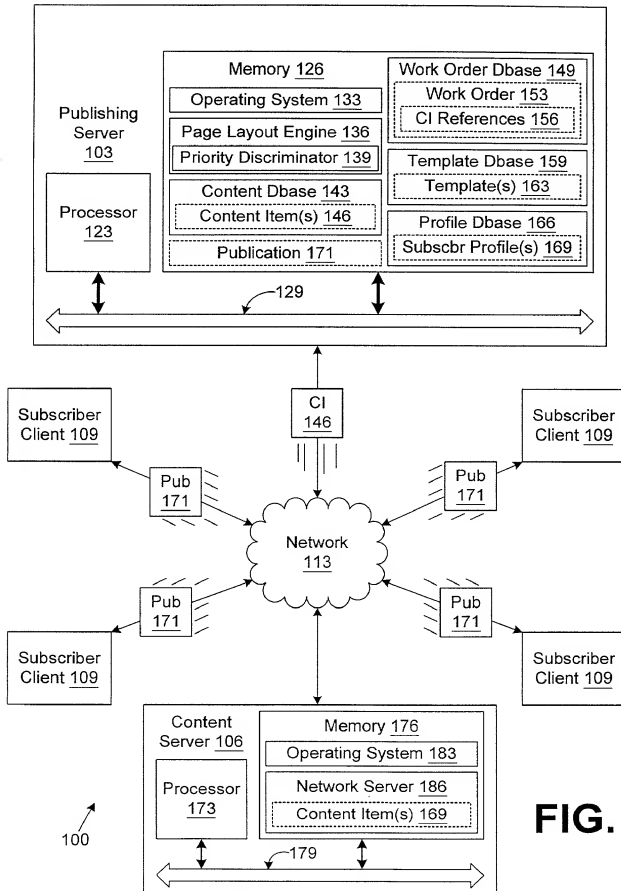 Publishing
Server
103
Processor
123
Memory 126
Operating System 133
Page Layout Engine 136
Priority Discriminator 139
Content Dbase 143
Content Item(s) 146
Publication 171
Work Order Dbase 149
Work Order 153
CI References 156
Template Dbase 159
Template(s) 163
Profile Dbase 166
Subscbr Profile(s) 169
129
CI
146
Subscriber
Client 109
Subscriber
Client 109
Pub
171
Pub
171
Network
113
Pub
171
Pub
171
Subscriber
Client 109
Subscriber
Client 109
Content
Server 106
Processor
173
Memory 176
Operating System 183
Network Server 186
Content Item(s) 169
179
100
FIG.